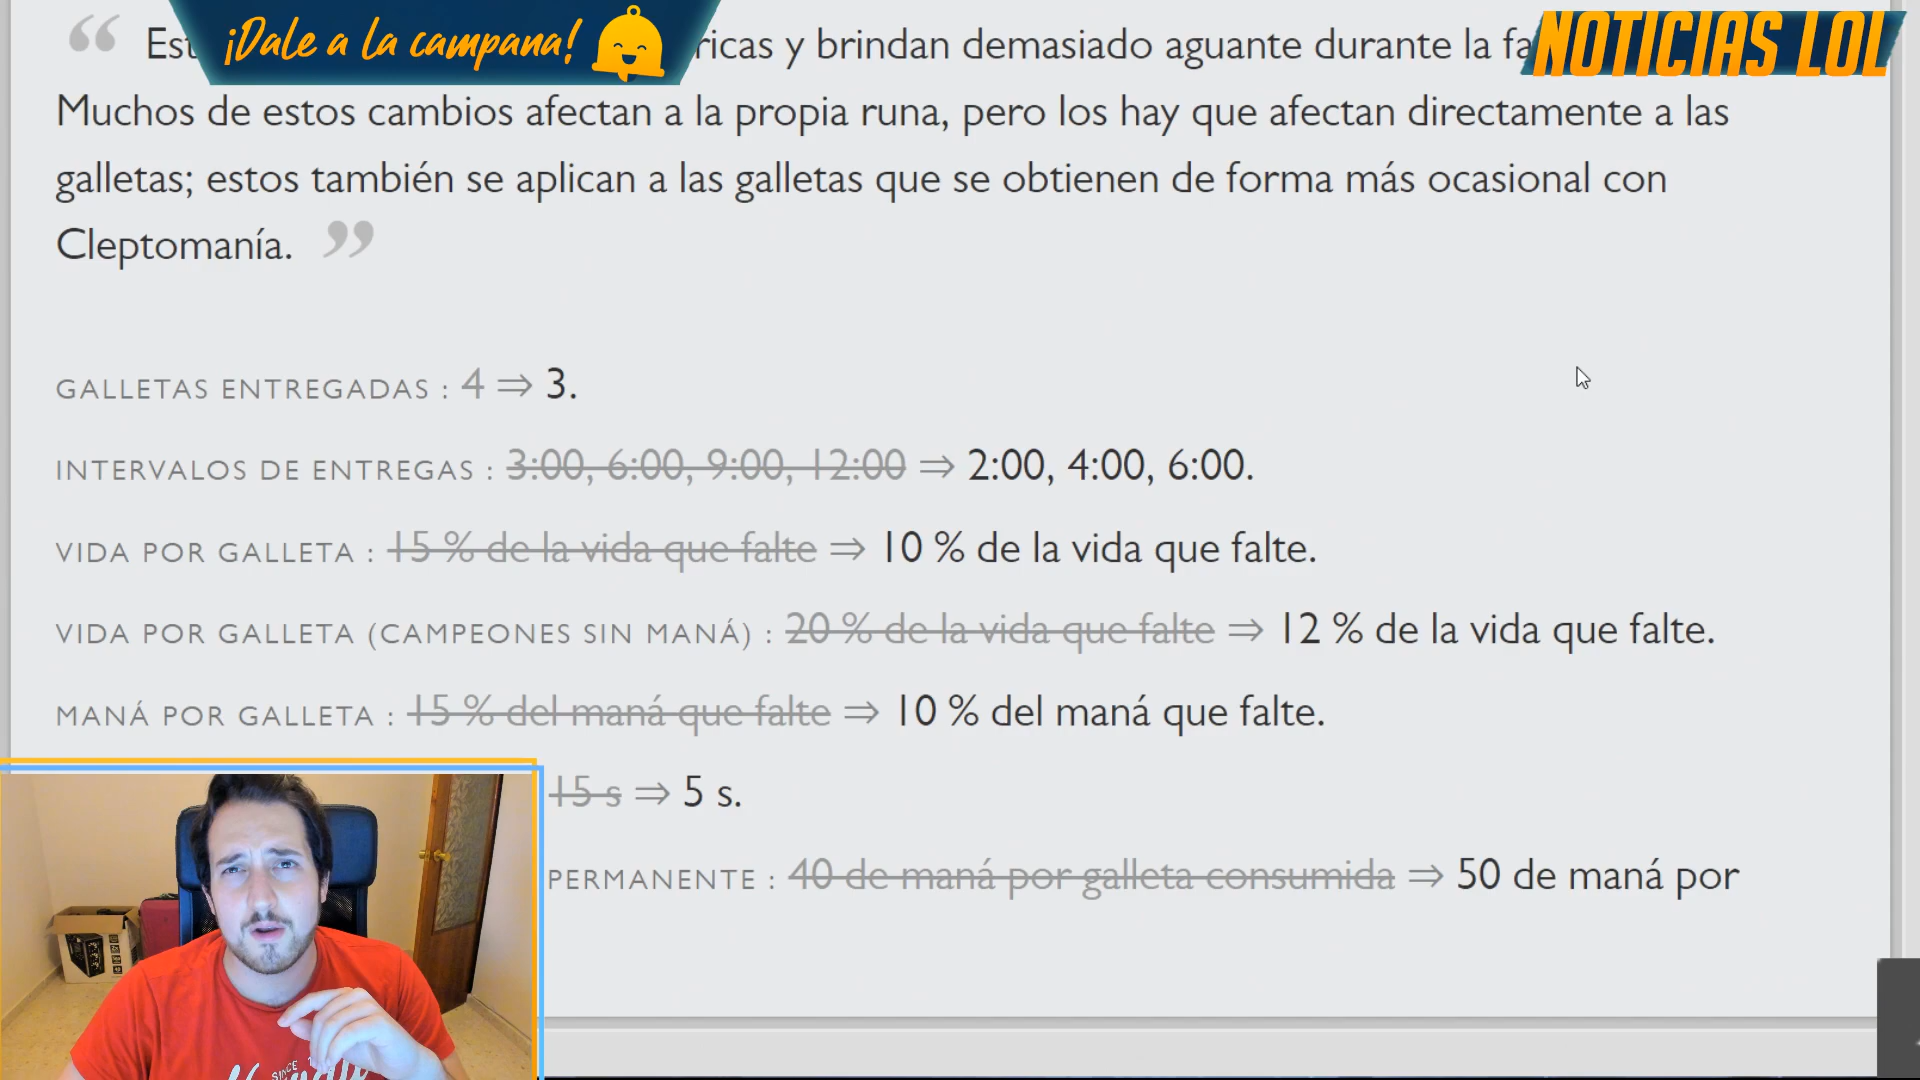 “ Est ¡Dale a la campana! ricas y brindan demasiado aguante durante la fa NOTICIAS LOL
Muchos de estos cambios afectan a la propia runa, pero los hay que afectan directamente a las
galletas; estos también se aplican a las galletas que se obtienen de forma más ocasional con
Cleptomanía. ”
GALLETAS ENTREGADAS : 4 ⇒ 3.
INTERVALOS DE ENTREGAS : 3:00, 6:00, 9:00, 12:00 ⇒ 2:00, 4:00, 6:00.
VIDA POR GALLETA : 15 % de la vida que falte ⇒ 10 % de la vida que falte.
VIDA POR GALLETA (CAMPEONES SIN MANÁ) : 20 % de la vida que falte ⇒ 12 % de la vida que falte.
MANÁ POR GALLETA : 15 % del maná que falte ⇒ 10 % del maná que falte.
15 s ⇒ 5 s.
PERMANENTE : 40 de maná por galleta consumida ⇒ 50 de maná por
SINCE